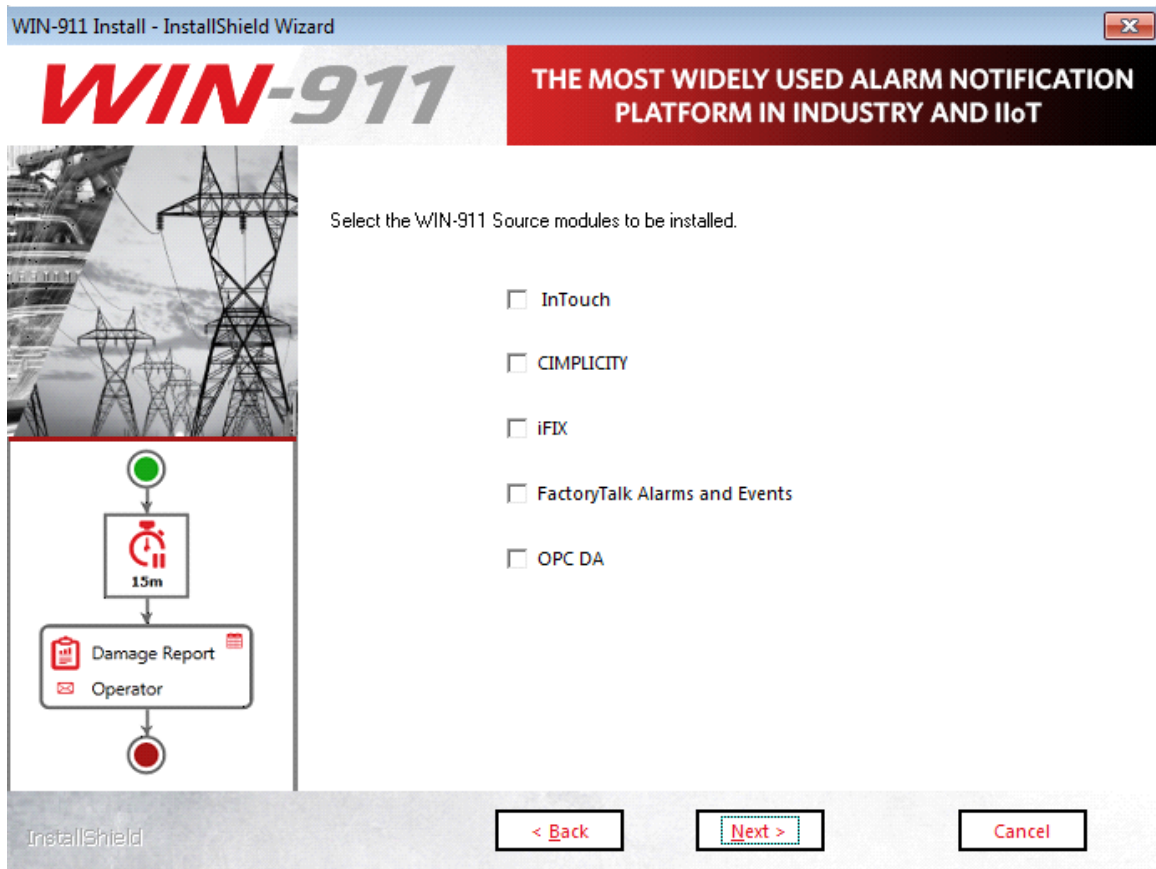 WIN-911 Install - InstallShield Wizard
WIN-911
THE MOST WIDELY USED ALARM NOTIFICATION
PLATFORM IN INDUSTRY AND IIoT
Select the WIN-911 Source modules to be installed.
InTouch
CIMPLICITY
iFIX
FactoryTalk Alarms and Events
OPC DA
15m
Damage Report
Operator
InstallShield
< Back
Next >
Cancel